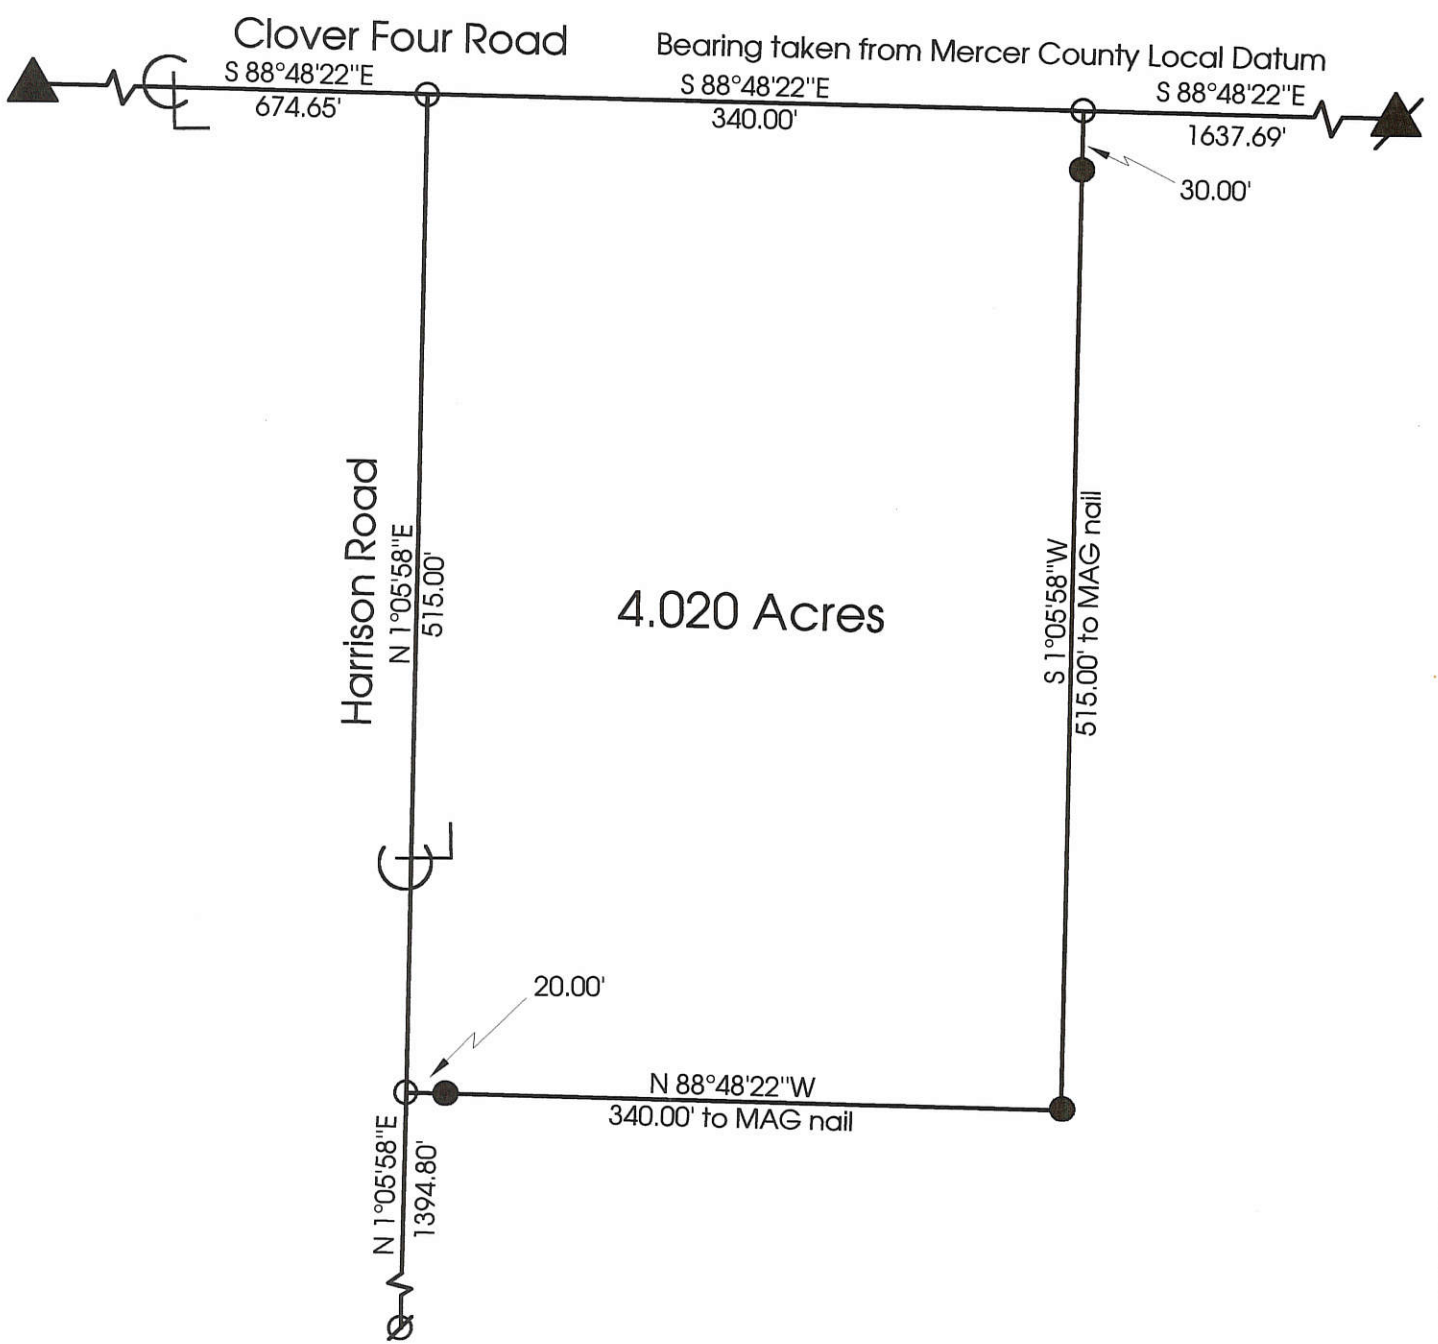 Clover Four Road
Bearing taken from Mercer County Local Datum
S 88°48'22"E
674.65'
S 88°48'22"E
340.00'
S 88°48'22"E
1637.69'
30.00'
Harrison Road
N 1°05'58"E
515.00'
4.020 Acres
S 1°05'58"W
515.00' to MAG nail
20.00'
N 88°48'22"W
340.00' to MAG nail
N 1°05'58"E
1394.80'